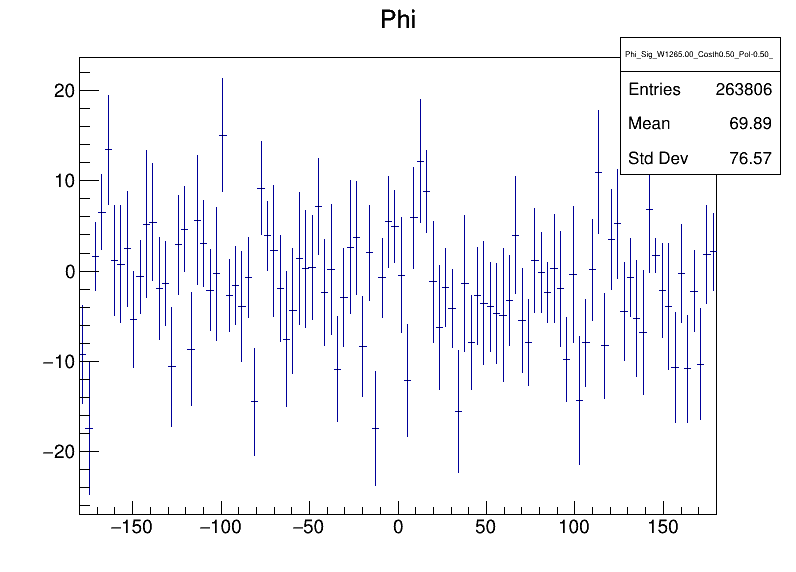 Phi
Phi_Sig_W1265.00_Costh0.50_Pol-0.50_
Entries 263806
Mean 69.89
Std Dev 76.57
20
10
0
−10
−20
−150 −100 −50 0 50 100 150